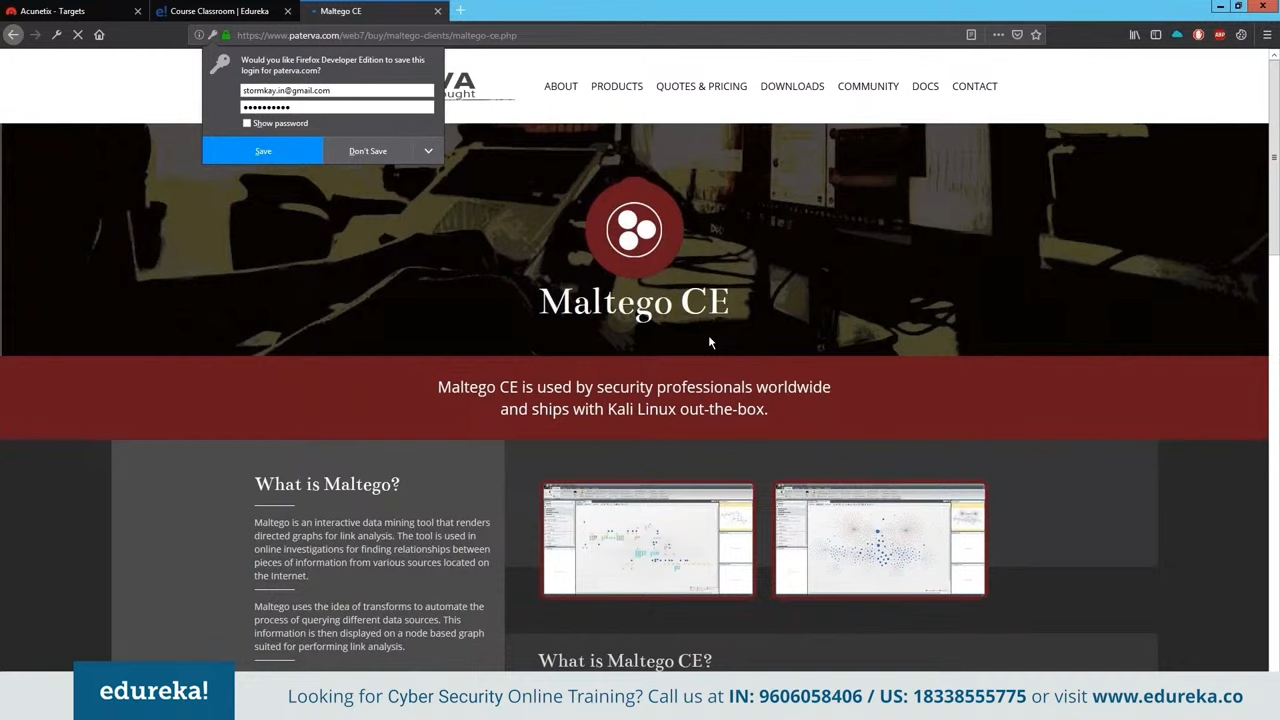 Acunetix - Targets
Course Classroom | Edureka
Maltego CE
https://www.paterva.com/web7/buy/maltego-clients/maltego-ce.php
Would you like Firefox Developer Edition to save this
login for paterva.com?
stormkay.in@gmail.com
Show password
Save
Don't Save
VA
ought
ABOUT
PRODUCTS
QUOTES & PRICING
DOWNLOADS
COMMUNITY
DOCS
CONTACT
Maltego CE
Maltego CE is used by security professionals worldwide
and ships with Kali Linux out-the-box.
What is Maltego?
Maltego is an interactive data mining tool that renders
directed graphs for link analysis. The tool is used in
online investigations for finding relationships between
pieces of information from various sources located on
the Internet.
Maltego uses the idea of transforms to automate the
process of querying different data sources. This
information is then displayed on a node based graph
suited for performing link analysis.
What is Maltego CE?
edureka!
Looking for Cyber Security Online Training? Call us at IN: 9606058406 / US: 18338555775 or visit www.edureka.co